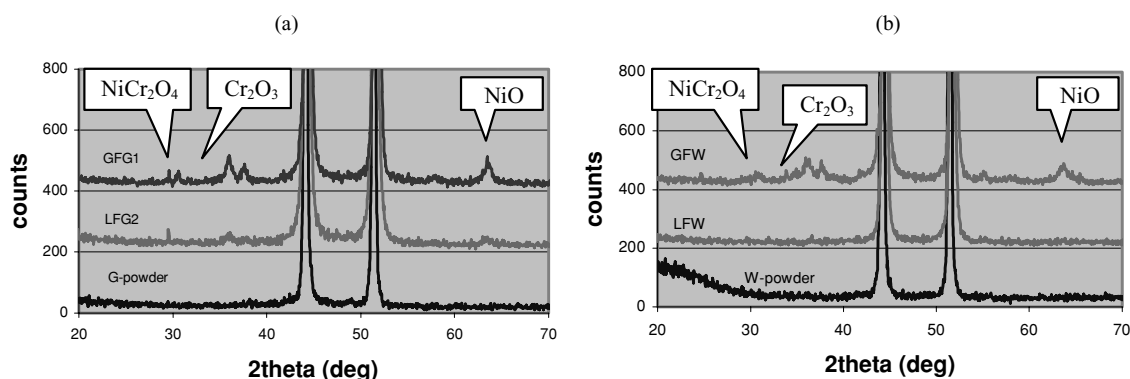 (a)
800
600
400
200
0
counts
NiCr₂O₄
Cr₂O₃
NiO
GFG1
LFG2
G-powder
20 30 40 50 60 70
2theta (deg)
(b)
800
600
400
200
0
counts
NiCr₂O₄
Cr₂O₃
NiO
GFW
LFW
W-powder
20 30 40 50 60 70
2theta (deg)